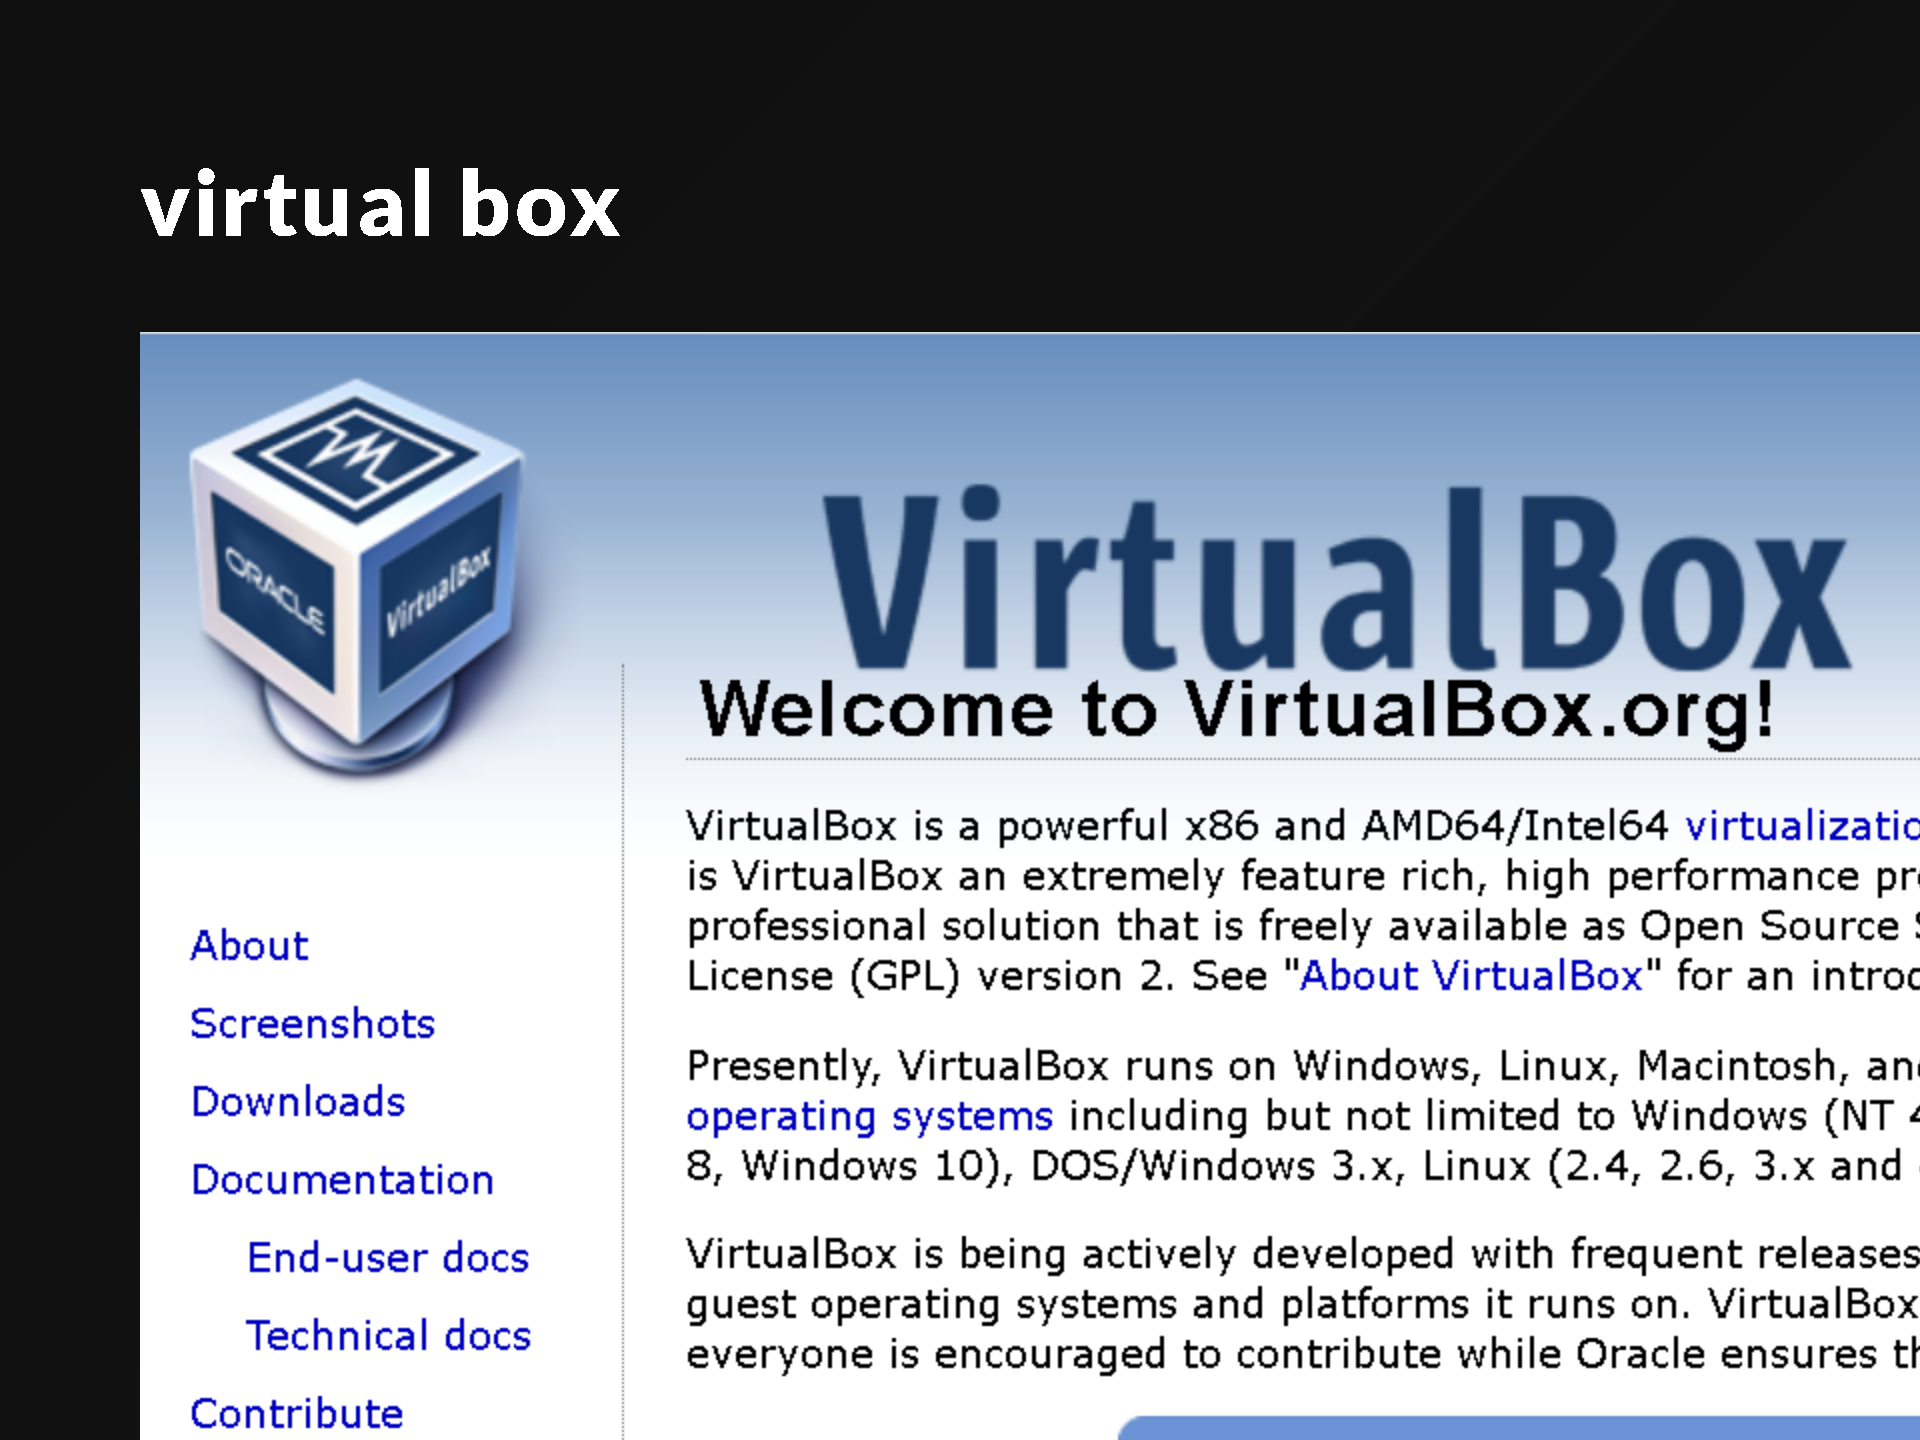 virtual box
ORACLE
VirtualBox
VirtualBox
Welcome to VirtualBox.org!
VirtualBox is a powerful x86 and AMD64/Intel64
is VirtualBox an extremely feature rich, high performance
professional solution that is freely available as Open Source
License (GPL) version 2. See "About VirtualBox" for an
Presently, VirtualBox runs on Windows, Linux, Macintosh,
operating systems including but not limited to Windows (NT
8, Windows 10), DOS/Windows 3.x, Linux (2.4, 2.6, 3.x and
VirtualBox is being actively developed with frequent releases
guest operating systems and platforms it runs on. VirtualBox
everyone is encouraged to contribute while Oracle ensures
About
Screenshots
Downloads
Documentation
End-user docs
Technical docs
Contribute